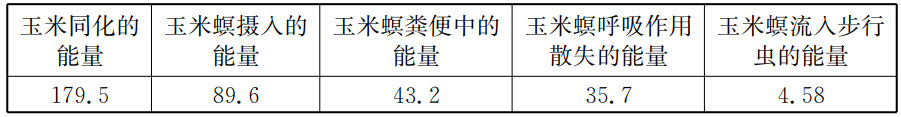 玉米同化的能量 玉米螟摄入的能量 玉米螟粪便中的能量 玉米螟呼吸作用散失的能量 玉米螟流入步行虫的能量
179.5 89.6 43.2 35.7 4.58